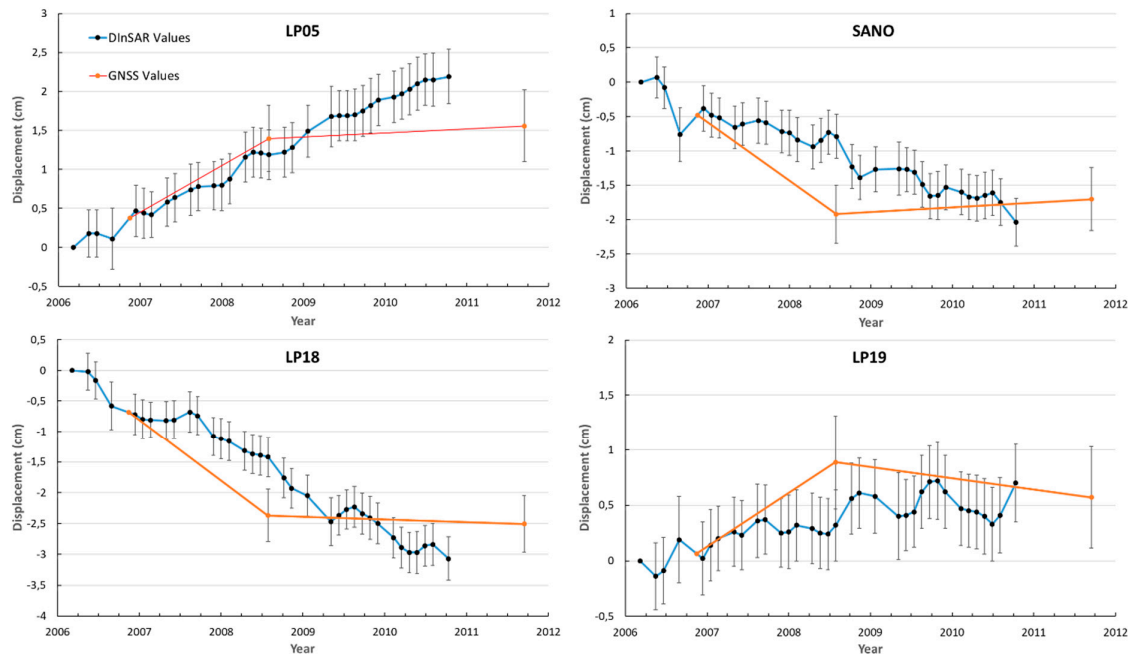 LP05
DInSAR Values
GNSS Values
Displacement (cm)
3
2,5
2
1,5
1
0,5
0
-0,5
2006 2007 2008 2009 2010 2011 2012
Year
SANO
Displacement (cm)
1
0,5
0
-0,5
-1
-1,5
-2
-2,5
-3
2006 2007 2008 2009 2010 2011 2012
Year
LP18
Displacement (cm)
0,5
0
-0,5
-1
-1,5
-2
-2,5
-3
-3,5
-4
2006 2007 2008 2009 2010 2011 2012
Year
LP19
Displacement (cm)
2
1,5
1
0,5
0
-0,5
2006 2007 2008 2009 2010 2011 2012
Year